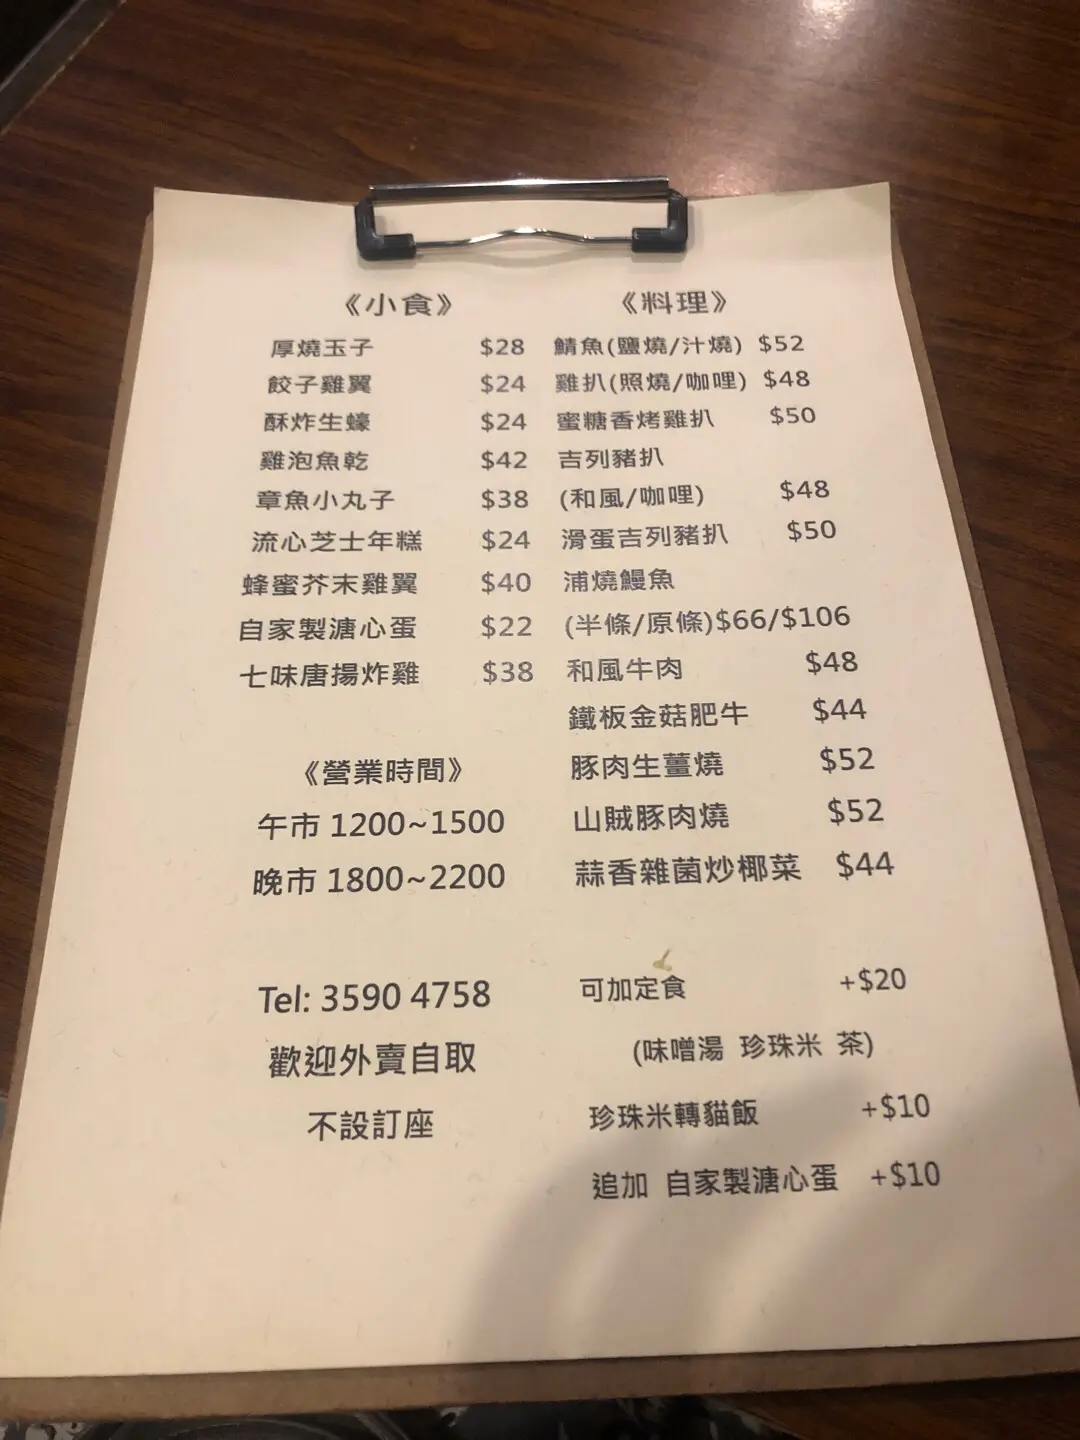 《小食》
厚燒玉子 $28
餃子雞翼 $24
酥炸生蠔 $24
雞泡魚乾 $42
章魚小丸子 $38
流心芝士年糕 $24
蜂蜜芥末雞翼 $40
自家製溏心蛋 $22
七味唐揚炸雞 $38
《營業時間》
午市 1200~1500
晚市 1800~2200
Tel: 3590 4758
歡迎外賣自取
不設訂座
《料理》
鯖魚(鹽燒/汁燒) $52
雞扒(照燒/咖哩) $48
蜜糖香烤雞扒 $50
吉列豬扒
(和風/咖哩) $48
滑蛋吉列豬扒 $50
浦燒鰻魚
(半條/原條)$66/$106
和風牛肉 $48
鐵板金菇肥牛 $44
豚肉生薑燒 $52
山賊豚肉燒 $52
蒜香雜菌炒椰菜 $44
可加定食 +$20
(味噌湯 珍珠米 茶)
珍珠米轉貓飯 +$10
追加 自家製溏心蛋 +$10